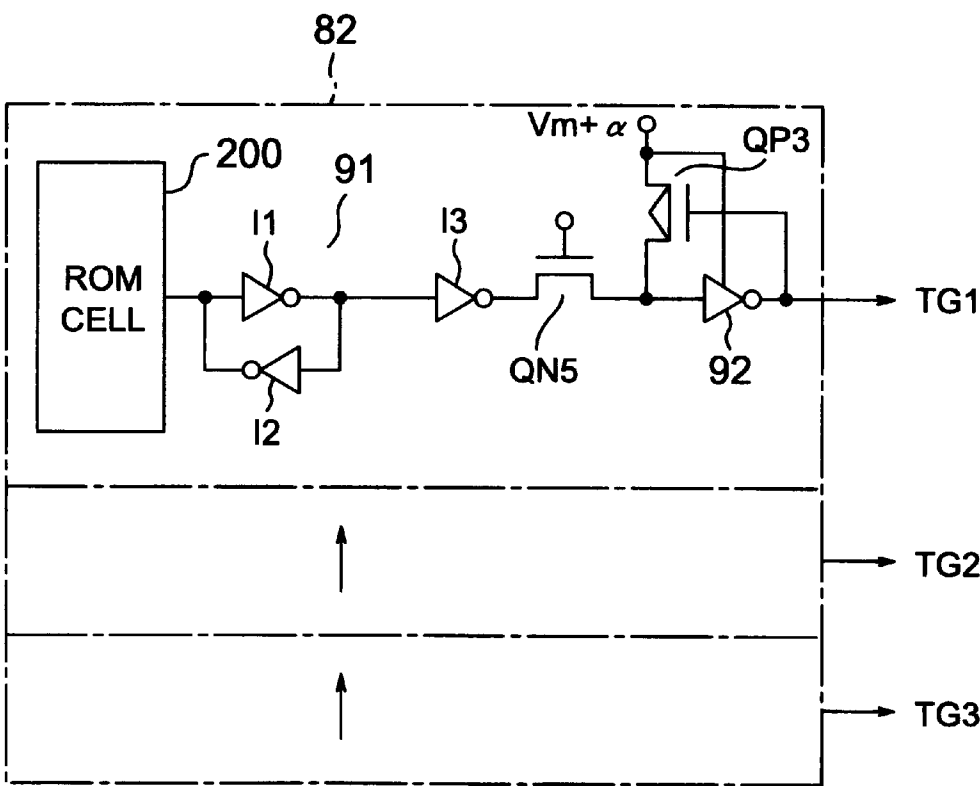 82
Vm+ α
QP3
200
91
I1
I3
ROM
CELL
TG1
QN5
92
I2
TG2
TG3